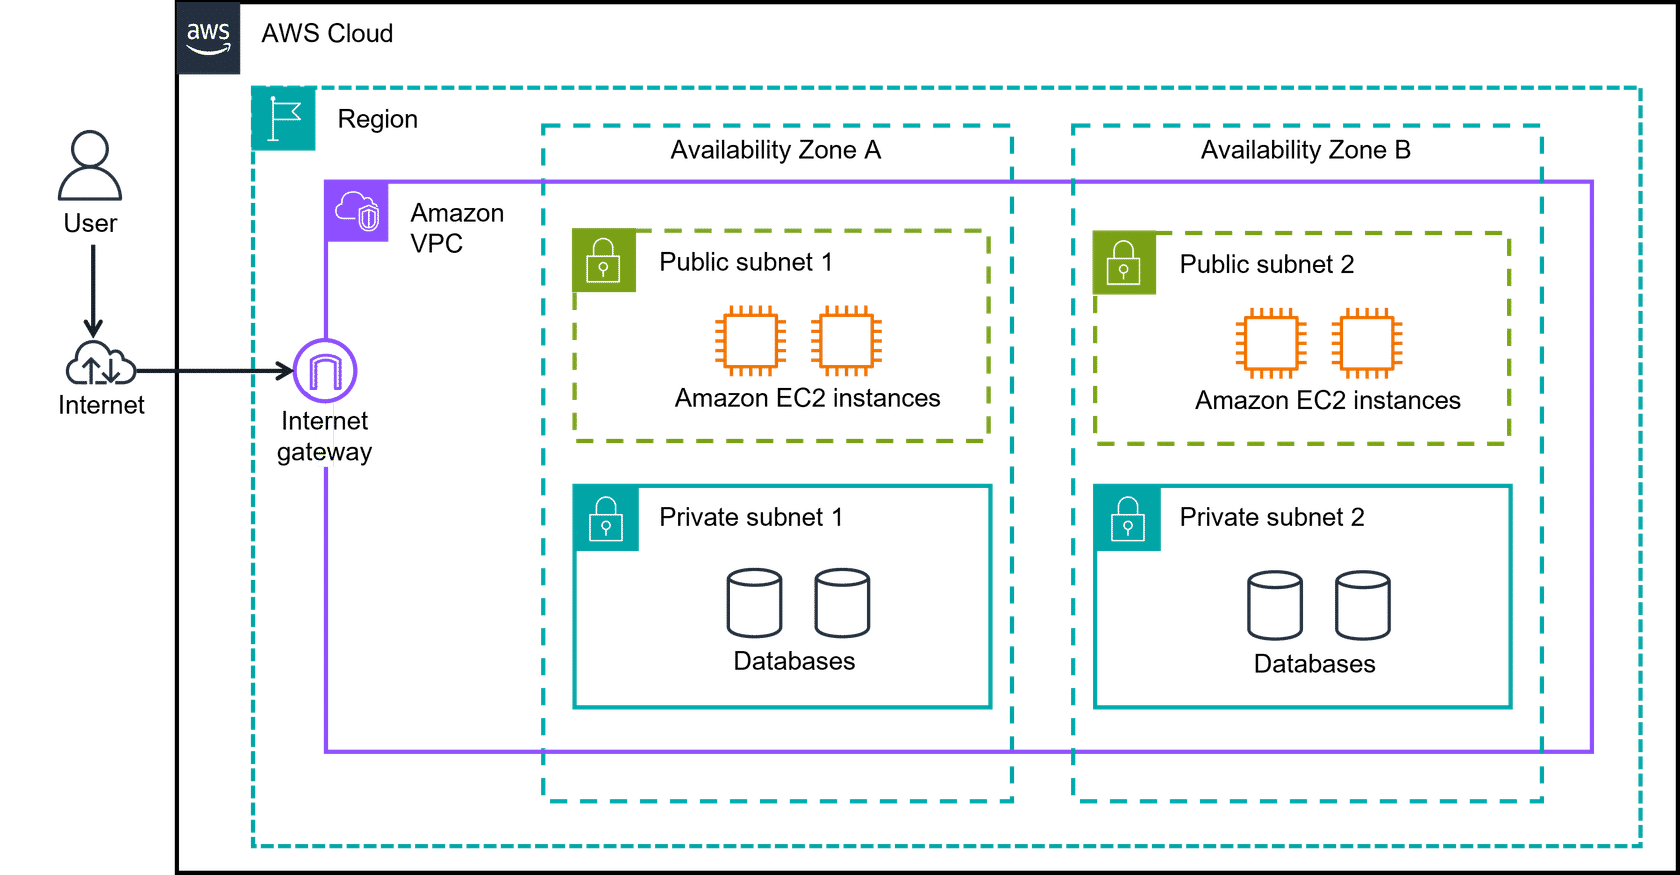 aws
AWS Cloud
Region
Availability Zone A
Availability Zone B
User
Amazon
VPC
Public subnet 1
Public subnet 2
Amazon EC2 instances
Amazon EC2 instances
Internet
Internet
gateway
Private subnet 1
Private subnet 2
Databases
Databases